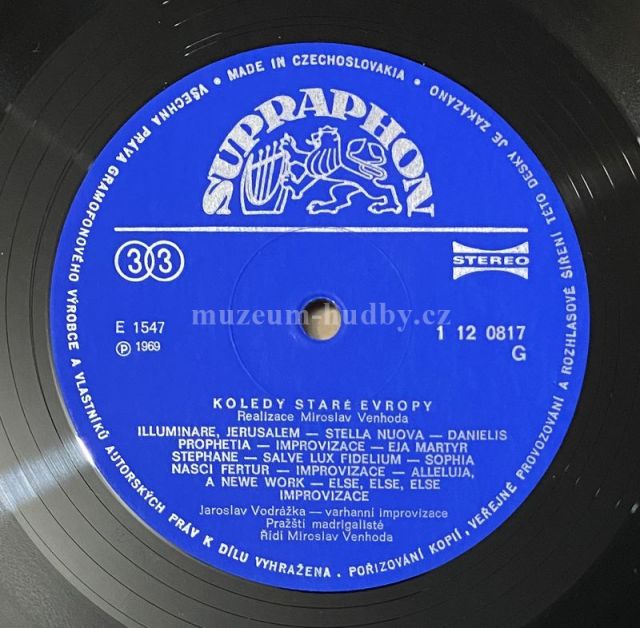 VŠECHNA PRÁVA GRAMOFONOVÉHO VÝROBCE A VLASTNÍKŮ AUTORSKÝCH PRÁV K DÍLU VYHRAŽENA . POŘIZOVÁNÍ KOPIÍ, VEŘEJNÉ PROVOZOVÁNÍ A ROZHLASOVÉ ŠÍŘENÍ TÉTO DESKY JE ZAKÁZÁNO • MADE IN CZECHOSLOVAKIA •
SUPRAPHON
33
STEREO
muzeum-hudby.cz
E 1547
1 12 0817
Ⓟ 1969
G
KOLEDY STARÉ EVROPY
Realizace Miroslav Venhoda
ILLUMINARE, JERUSALEM — STELLA NUOVA — DANIELIS
PROPHETIA — IMPROVIZACE — EJA MARTYR
STEPHANE — SALVE LUX FIDELIUM — SOPHIA
NASCI FERTUR — IMPROVIZACE — ALLELUJA,
A NEWE WORK — ELSE, ELSE, ELSE
IMPROVIZACE
Jaroslav Vodrážka — varhanní improvizace
Pražští madrigalisté
Řídí Miroslav Venhoda